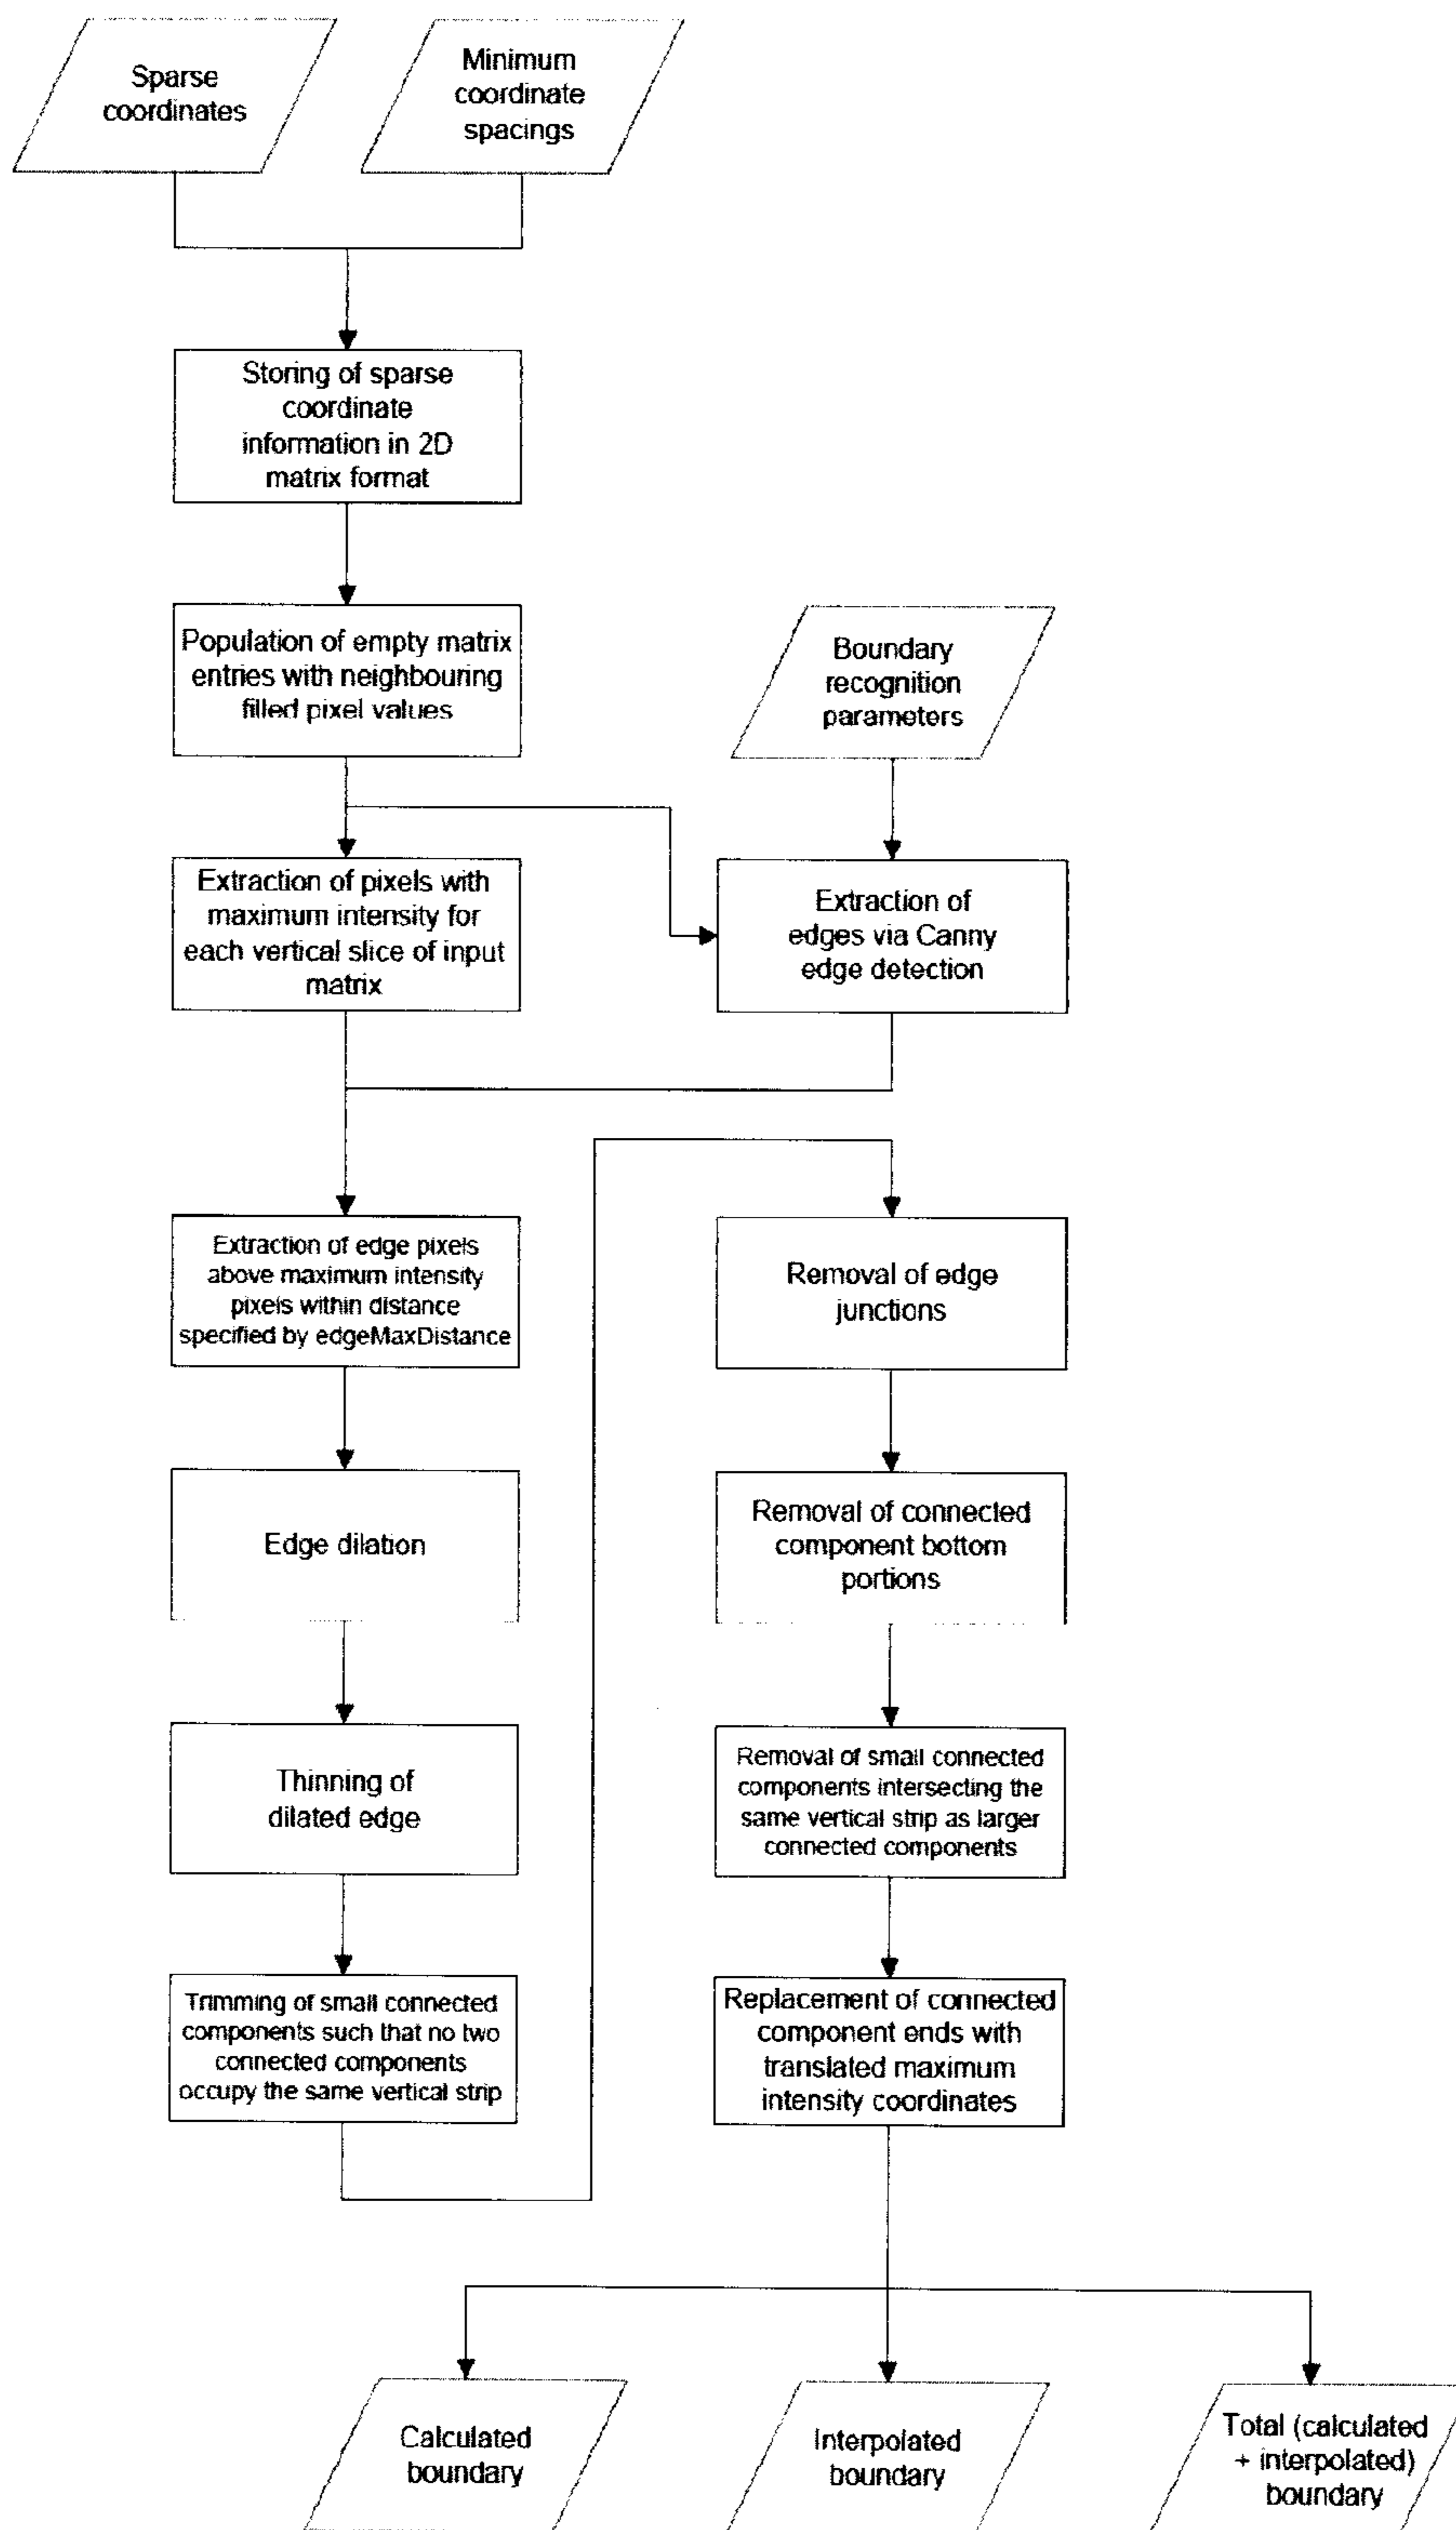 Sparse
coordinates
Minimum
coordinate
spacings
Storing of sparse
coordinate
information in 2D
matrix format
Population of empty matrix
entries with neighbouring
filled pixel values
Boundary
recognition
parameters
Extraction of pixels with
maximum intensity for
each vertical slice of input
matrix
Extraction of
edges via Canny
edge detection
Extraction of edge pixels
above maximum intensity
pixels within distance
specified by edgeMaxDistance
Edge dilation
Thinning of
dilated edge
Trimming of small connected
components such that no two
connected components
occupy the same vertical strip
Removal of edge
junctions
Removal of connected
component bottom
portions
Removal of small connected
components intersecting the
same vertical strip as larger
connected components
Replacement of connected
component ends with
translated maximum
intensity coordinates
Calculated
boundary
Interpolated
boundary
Total (calculated
+ interpolated)
boundary